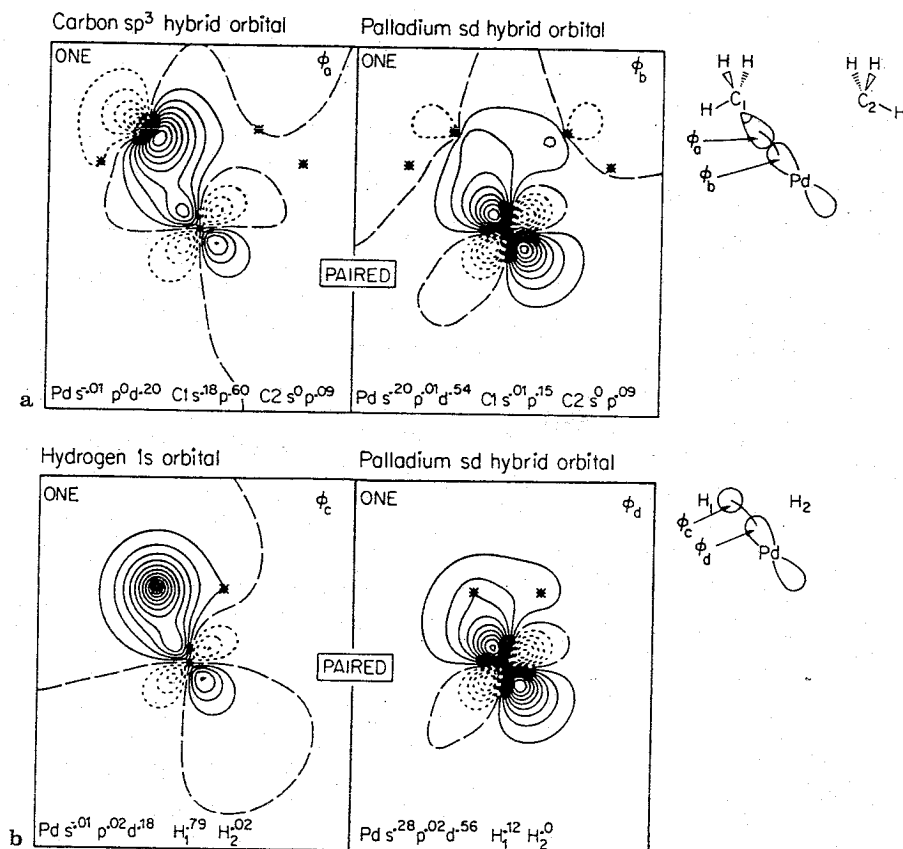 Carbon sp³ hybrid orbital
Palladium sd hybrid orbital
ONE
ϕa
ONE
ϕb
PAIRED
Pd s^-.01 p^0 d^.20 C1 s^.18 p^.60 C2 s^0 p^.09
Pd s^.20 p^.01 d^.54 C1 s^.01 p^.15 C2 s^0 p^.09
a
H H
H C1
ϕa
ϕb
Pd
H H
C2 H
Hydrogen 1s orbital
Palladium sd hybrid orbital
ONE
ϕc
ONE
ϕd
PAIRED
Pd s^-.01 p^.02 d^.18 H1^.79 H2^.02
Pd s^.28 p^.02 d^.56 H1^.12 H2^.0
b
H1 H2
ϕc
ϕd
Pd